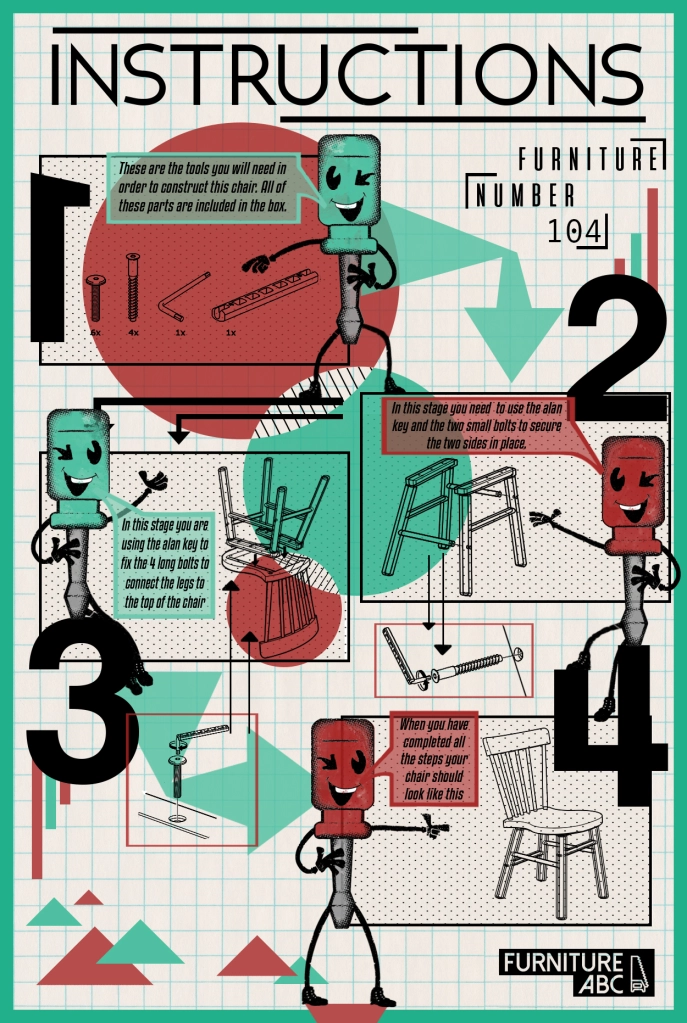 INSTRUCTIONS
FURNITURE
NUMBER
104
1
These are the tools you will need in
order to construct this chair. All of
these parts are included in the box.
6x 4x 1x 1x
2
In this stage you need to use the alan
key and the two small bolts to secure
the two sides in place.
3
In this stage you are
using the alan key to
fix the 4 long bolts to
connect the legs to
the top of the chair
4
When you have
completed all
the steps your
chair should
look like this
FURNITURE
ABC